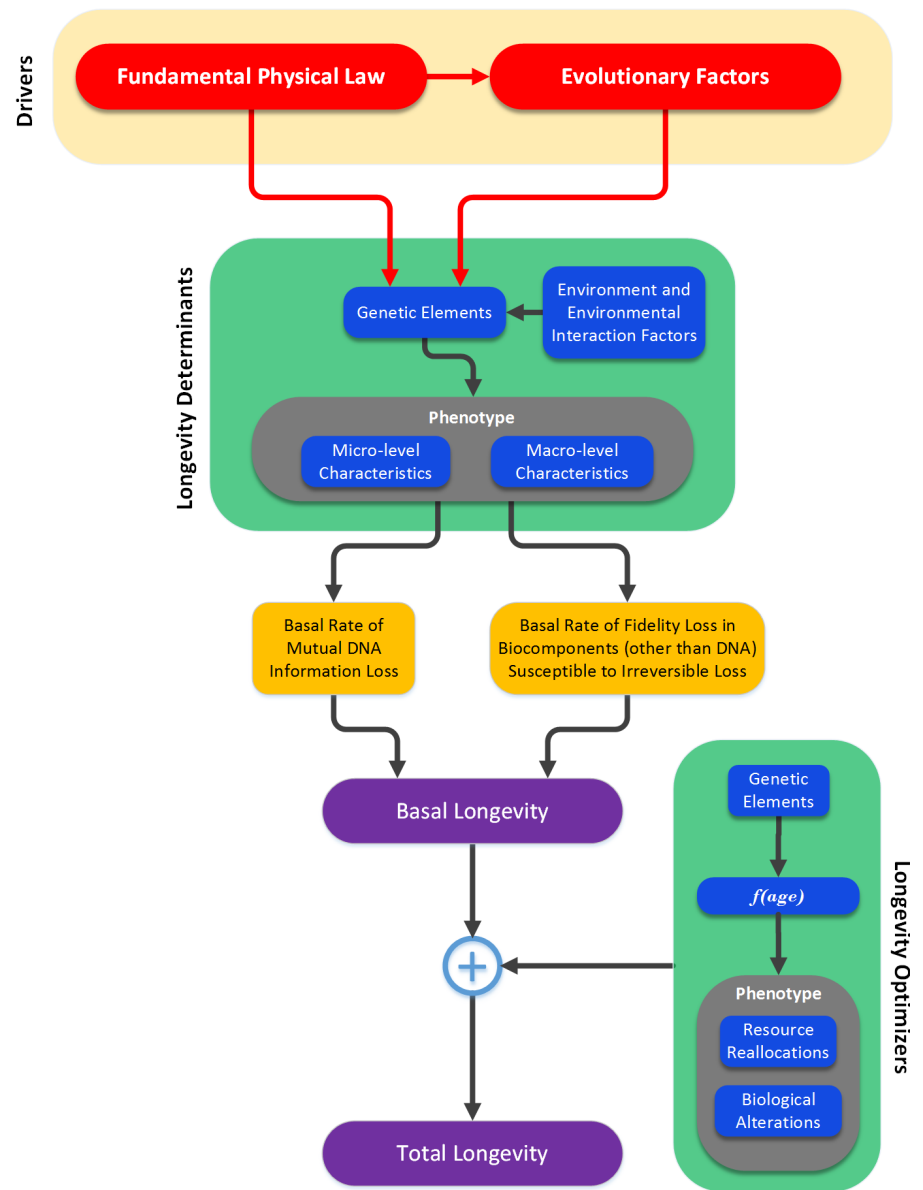 Drivers
Fundamental Physical Law
Evolutionary Factors
Longevity Determinants
Genetic Elements
Environment and
Environmental
Interaction Factors
Phenotype
Micro-level
Characteristics
Macro-level
Characteristics
Basal Rate of
Mutual DNA
Information Loss
Basal Rate of Fidelity Loss in
Biocomponents (other than DNA)
Susceptible to Irreversible Loss
Basal Longevity
+
Total Longevity
Longevity Optimizers
Genetic
Elements
f(age)
Phenotype
Resource
Reallocations
Biological
Alterations